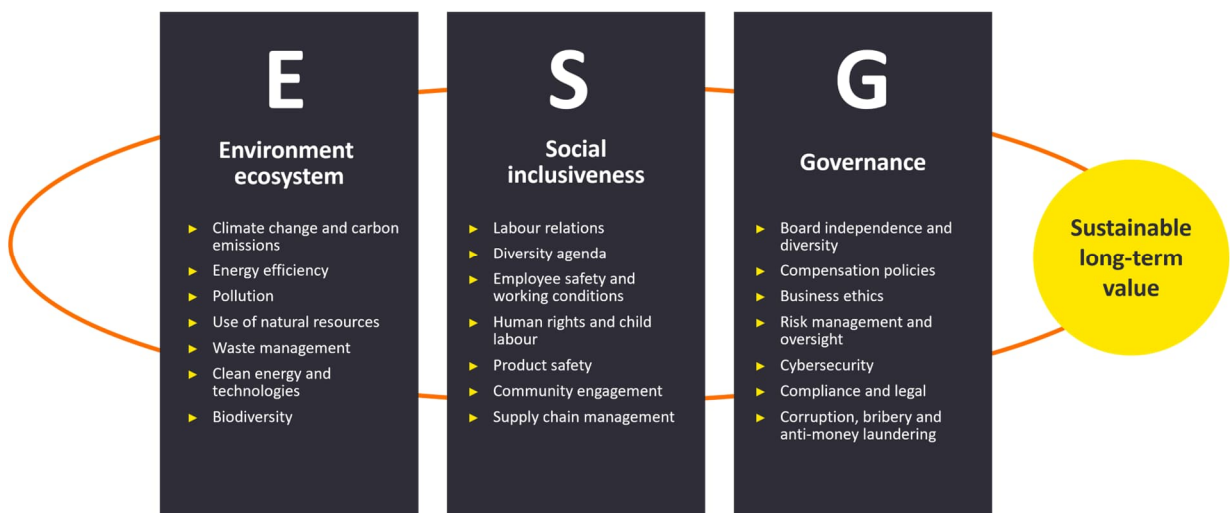 E
Environment
ecosystem
► Climate change and carbon
emissions
► Energy efficiency
► Pollution
► Use of natural resources
► Waste management
► Clean energy and
technologies
► Biodiversity
S
Social
inclusiveness
► Labour relations
► Diversity agenda
► Employee safety and
working conditions
► Human rights and child
labour
► Product safety
► Community engagement
► Supply chain management
G
Governance
► Board independence and
diversity
► Compensation policies
► Business ethics
► Risk management and
oversight
► Cybersecurity
► Compliance and legal
► Corruption, bribery and
anti-money laundering
Sustainable
long-term
value